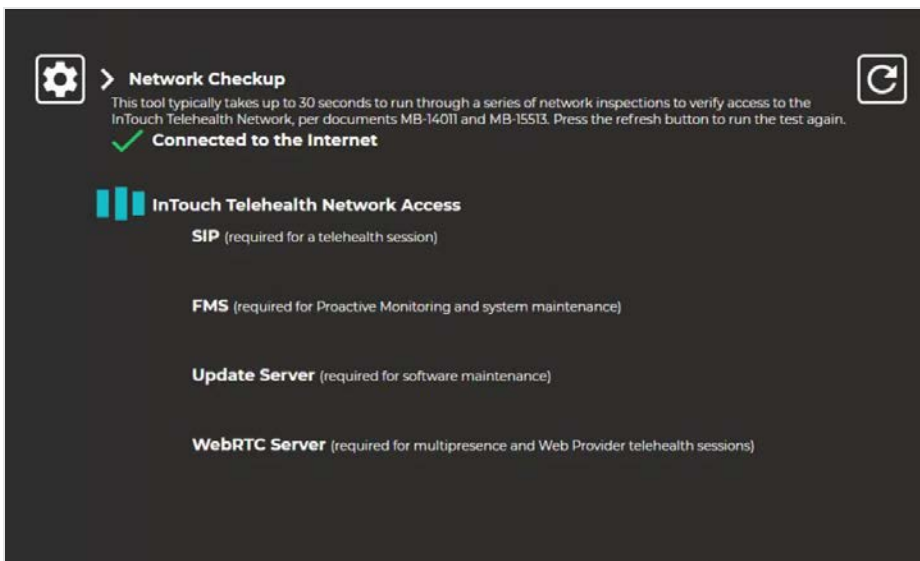 Network Checkup
This tool typically takes up to 30 seconds to run through a series of network inspections to verify access to the
InTouch Telehealth Network, per documents MB-14011 and MB-15513. Press the refresh button to run the test again.
Connected to the Internet
InTouch Telehealth Network Access
SIP (required for a telehealth session)
FMS (required for Proactive Monitoring and system maintenance)
Update Server (required for software maintenance)
WebRTC Server (required for multipresence and Web Provider telehealth sessions)